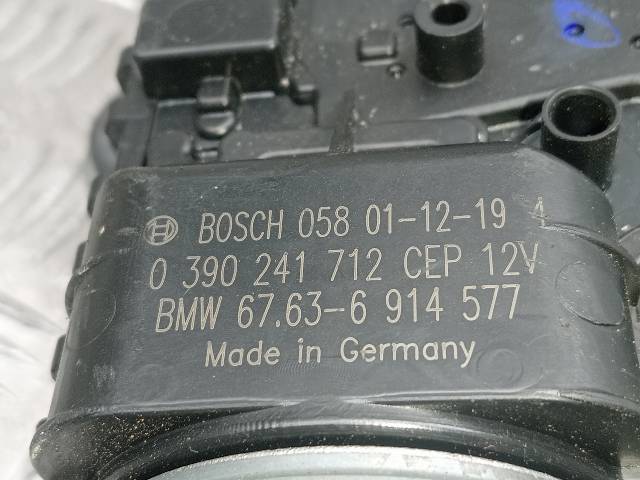 BOSCH 058 01-12-19 4
0 390 241 712 CEP 12V
BMW 67.63-6 914 577
Made in Germany